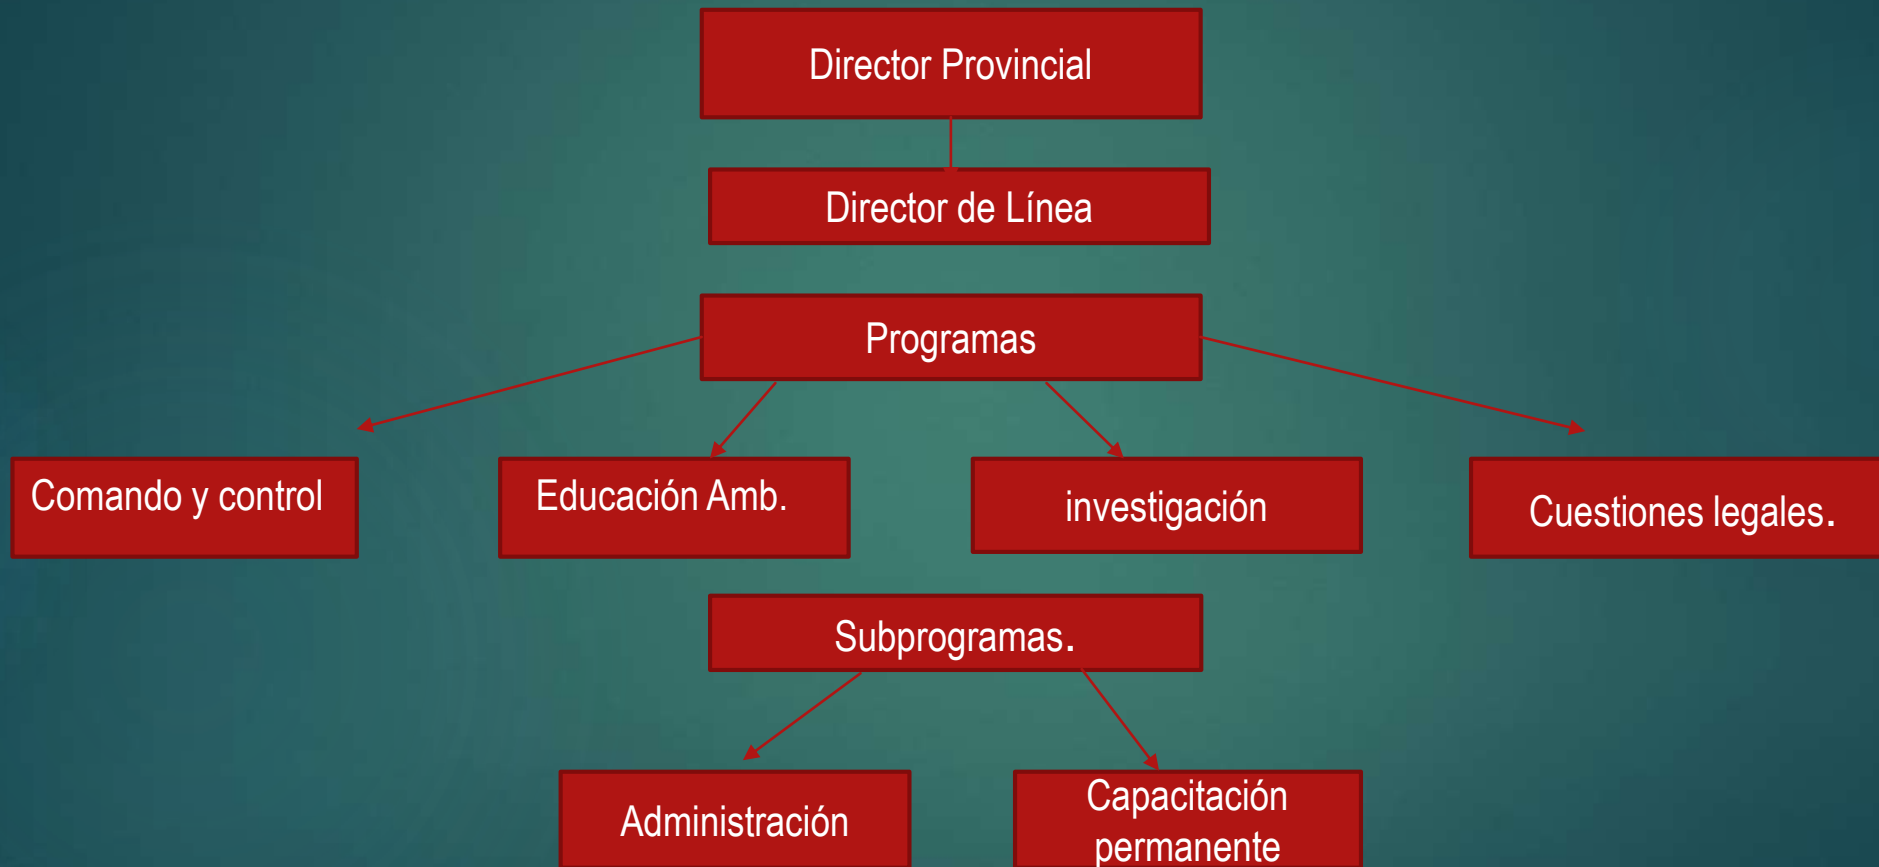 Director Provincial
Director de Línea
Programas
Comando y control
Educación Amb.
investigación
Cuestiones legales.
Subprogramas.
Administración
Capacitación
permanente